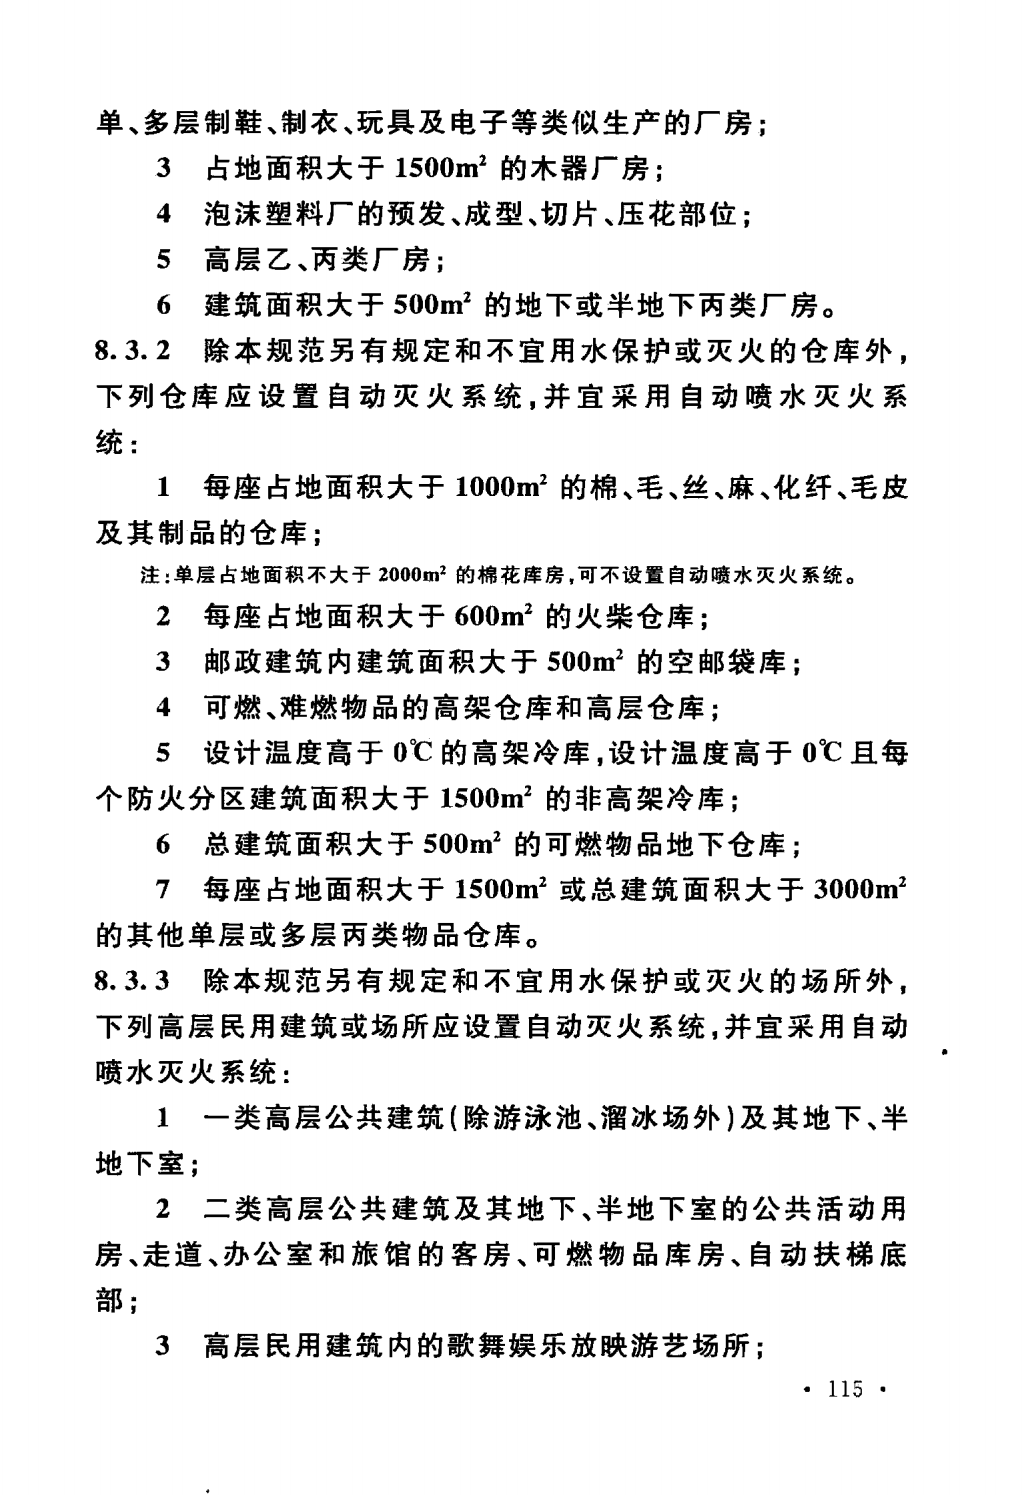 单、多层制鞋、制衣、玩具及电子等类似生产的厂房；
3 占地面积大于 1500m² 的木器厂房；
4 泡沫塑料厂的预发、成型、切片、压花部位；
5 高层乙、丙类厂房；
6 建筑面积大于 500m² 的地下或半地下丙类厂房。
8.3.2 除本规范另有规定和不宜用水保护或灭火的仓库外，
下列仓库应设置自动灭火系统，并宜采用自动喷水灭火系
统：
1 每座占地面积大于 1000m² 的棉、毛、丝、麻、化纤、毛皮
及其制品的仓库；
注：单层占地面积不大于 2000m² 的棉花库房，可不设置自动喷水灭火系统。
2 每座占地面积大于 600m² 的火柴仓库；
3 邮政建筑内建筑面积大于 500m² 的空邮袋库；
4 可燃、难燃物品的高架仓库和高层仓库；
5 设计温度高于 0℃ 的高架冷库，设计温度高于 0℃ 且每
个防火分区建筑面积大于 1500m² 的非高架冷库；
6 总建筑面积大于 500m² 的可燃物品地下仓库；
7 每座占地面积大于 1500m² 或总建筑面积大于 3000m²
的其他单层或多层丙类物品仓库。
8.3.3 除本规范另有规定和不宜用水保护或灭火的场所外，
下列高层民用建筑或场所应设置自动灭火系统，并宜采用自动
喷水灭火系统：
1 一类高层公共建筑(除游泳池、溜冰场外)及其地下、半
地下室；
2 二类高层公共建筑及其地下、半地下室的公共活动用
房、走道、办公室和旅馆的客房、可燃物品库房、自动扶梯底
部；
3 高层民用建筑内的歌舞娱乐放映游艺场所；
· 115 ·